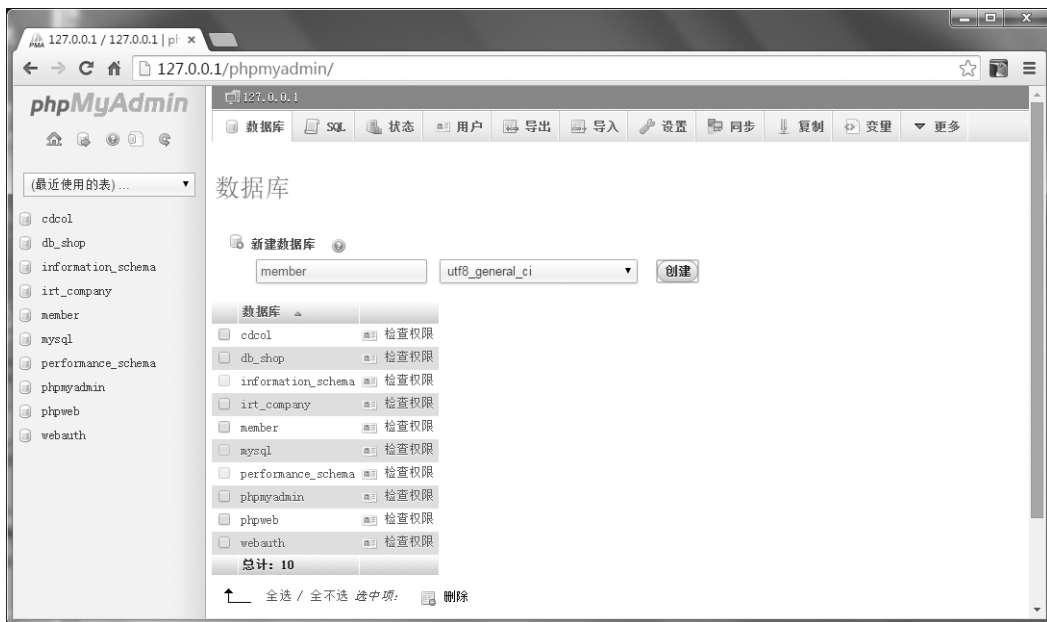 127.0.0.1 / 127.0.0.1 | ph
127.0.0.1/phpmyadmin/
phpMyAdmin
(最近使用的表) ...
cdcol
db_shop
information_schema
irt_company
member
mysql
performance_schema
phpmyadmin
phpweb
webauth
127.0.0.1
数据库 SQL 状态 用户 导出 导入 设置 同步 复制 变量 更多
数据库
新建数据库
member utf8_general_ci 创建
数据库
cdcol 检查权限
db_shop 检查权限
information_schema 检查权限
irt_company 检查权限
member 检查权限
mysql 检查权限
performance_schema 检查权限
phpmyadmin 检查权限
phpweb 检查权限
webauth 检查权限
总计: 10
全选 / 全不选 选中项: 删除